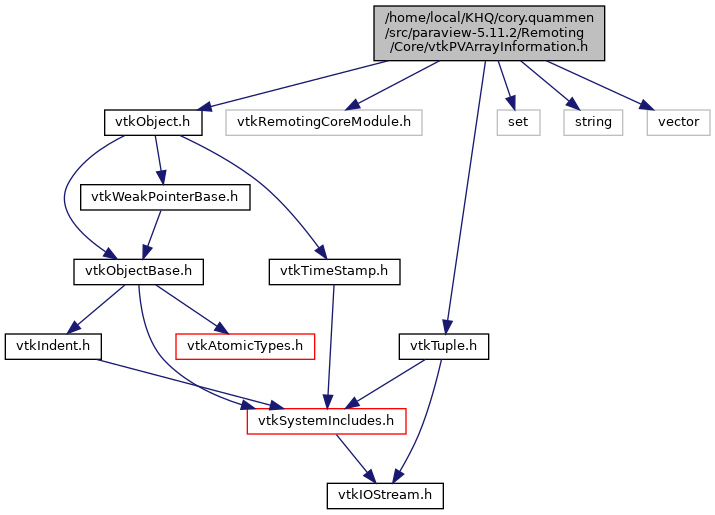 /home/local/KHQ/cory.quammen
/src/paraview-5.11.2/Remoting
/Core/vtkPVArrayInformation.h
vtkObject.h
vtkRemotingCoreModule.h
set
string
vector
vtkWeakPointerBase.h
vtkObjectBase.h
vtkTimeStamp.h
vtkIndent.h
vtkAtomicTypes.h
vtkTuple.h
vtkSystemIncludes.h
vtkIOStream.h